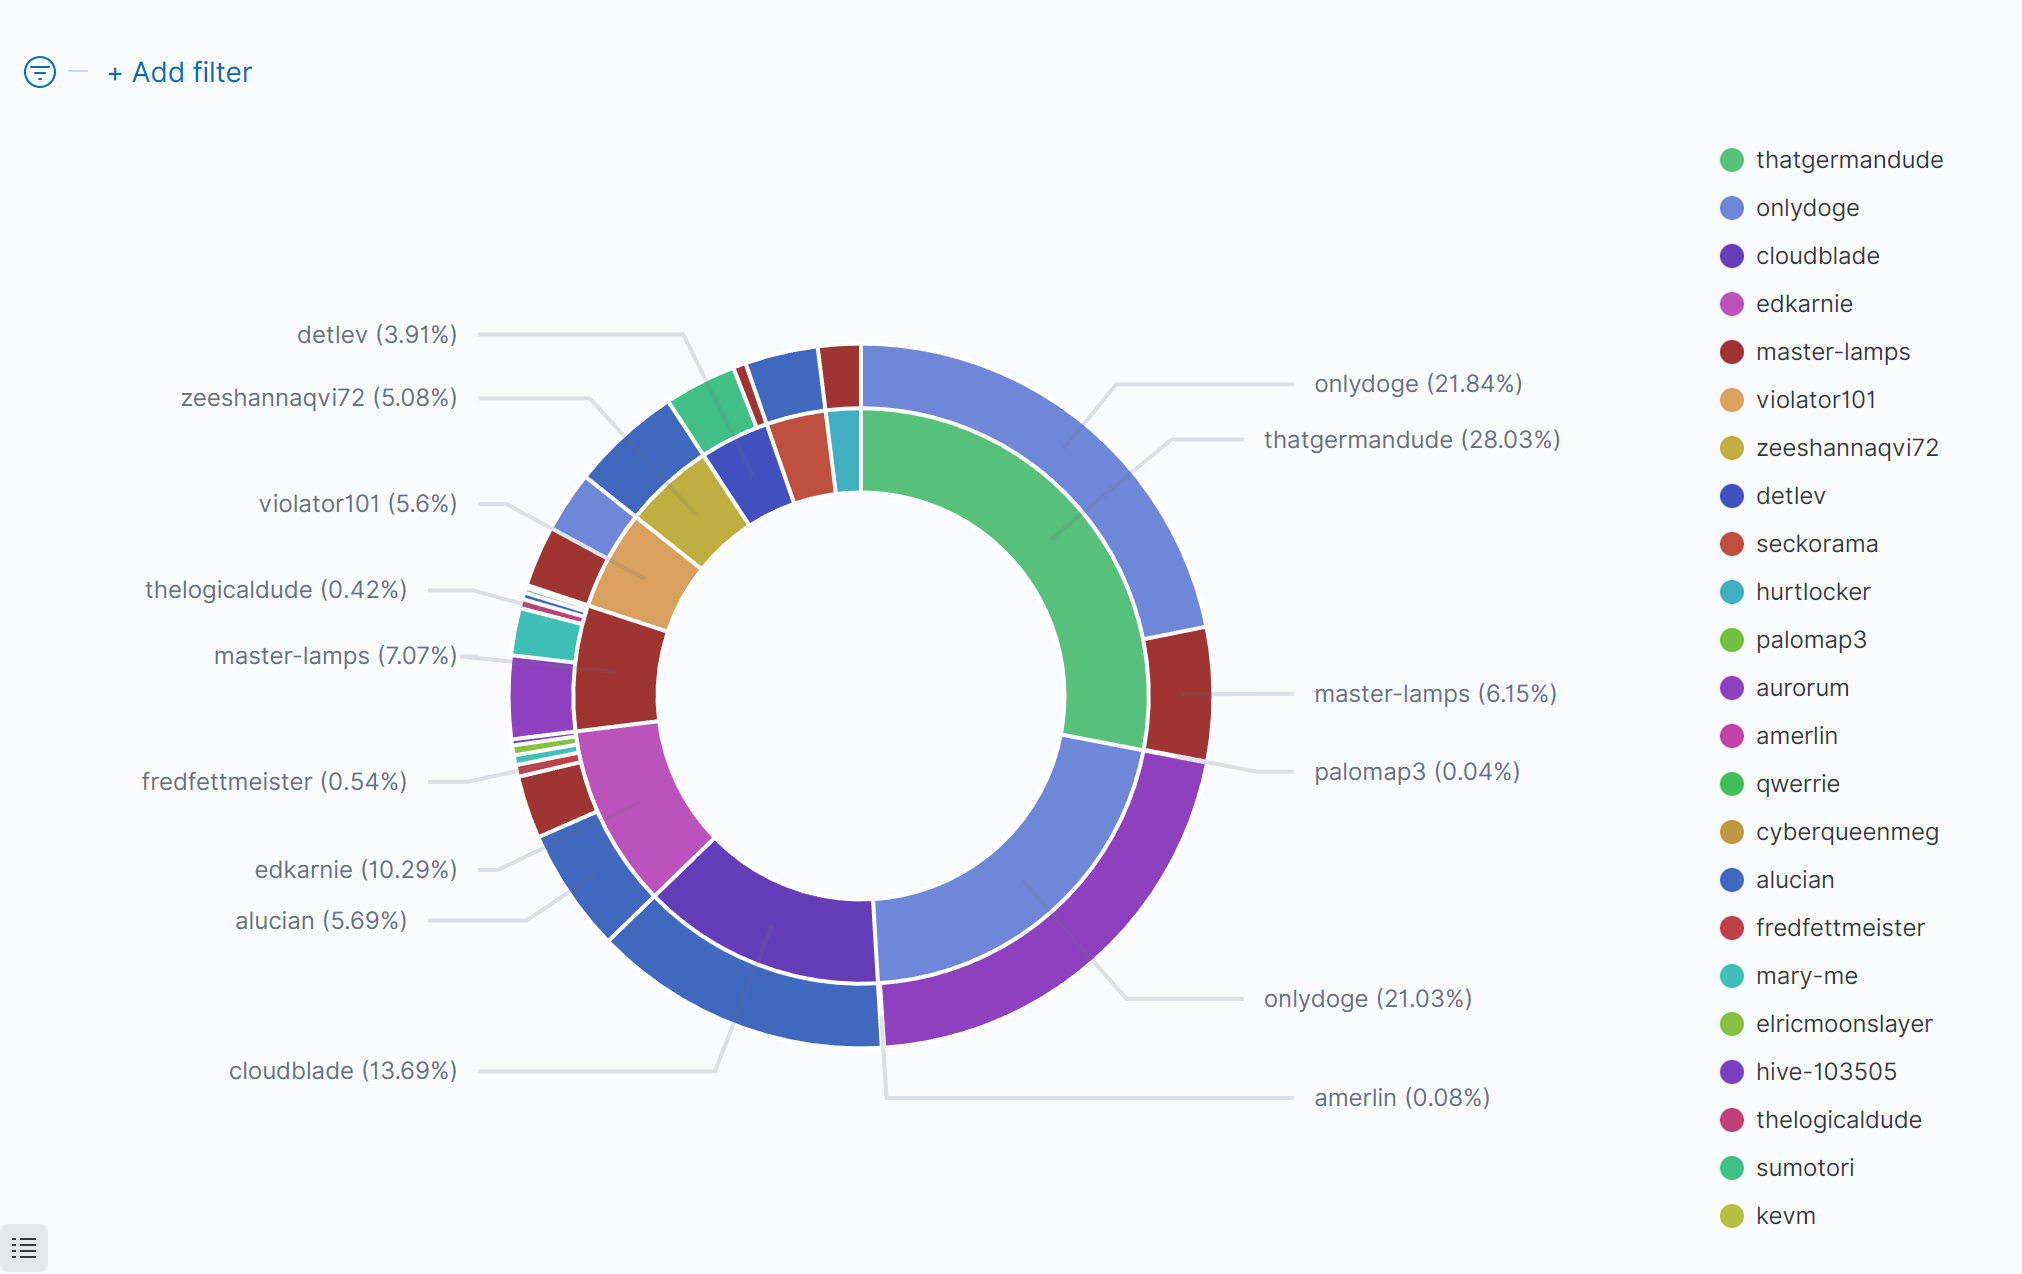 + Add filter
detlev (3.91%)
zeeshannaqvi72 (5.08%)
violator101 (5.6%)
thelogicaldude (0.42%)
master-lamps (7.07%)
fredfettmeister (0.54%)
edkarnie (10.29%)
alucian (5.69%)
cloudblade (13.69%)
onlydoge (21.84%)
thatgermandude (28.03%)
master-lamps (6.15%)
palomap3 (0.04%)
onlydoge (21.03%)
amerlin (0.08%)
thatgermandude
onlydoge
cloudblade
edkarnie
master-lamps
violator101
zeeshannaqvi72
detlev
seckorama
hurtlocker
palomap3
aurorum
amerlin
qwerrie
cyberqueenmeg
alucian
fredfettmeister
mary-me
elricmoonslayer
hive-103505
thelogicaldude
sumotori
kevm